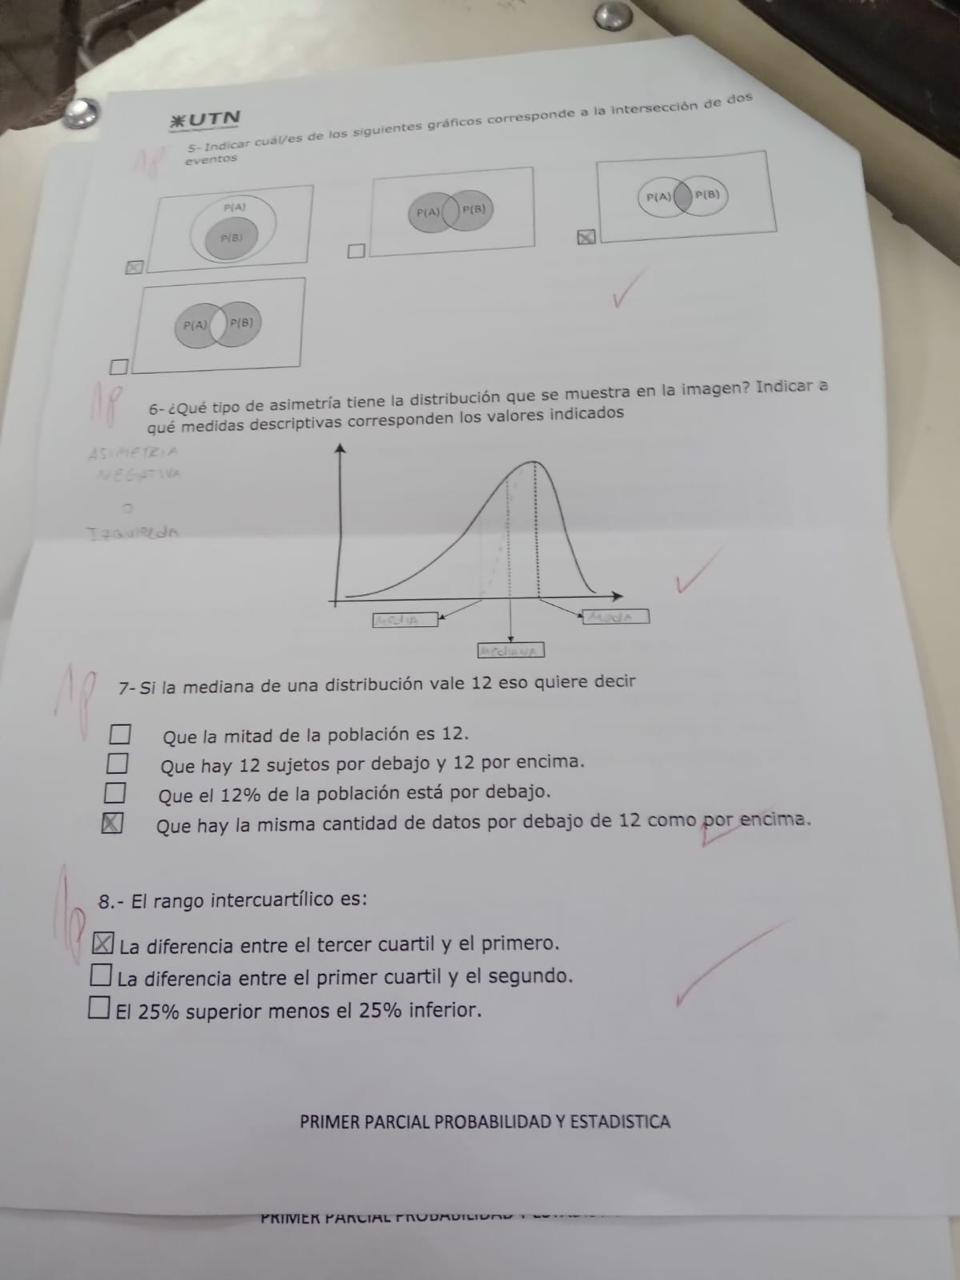 UTN
5- Indicar cuál/es de los siguientes gráficos corresponde a la intersección de dos
eventos
1p
P(A)
P(B)
P(A) P(B)
P(A) P(B)
P(A) P(B)
1p
6- ¿Qué tipo de asimetría tiene la distribución que se muestra en la imagen? Indicar a
qué medidas descriptivas corresponden los valores indicados
ASIMETRIA
NEGATIVA
O
IZQUIERDA
MEDIA
MODA
MEDIANA
1p
7- Si la mediana de una distribución vale 12 eso quiere decir
Que la mitad de la población es 12.
Que hay 12 sujetos por debajo y 12 por encima.
Que el 12% de la población está por debajo.
Que hay la misma cantidad de datos por debajo de 12 como por encima.
1p
8.- El rango intercuartílico es:
La diferencia entre el tercer cuartil y el primero.
La diferencia entre el primer cuartil y el segundo.
El 25% superior menos el 25% inferior.
PRIMER PARCIAL PROBABILIDAD Y ESTADISTICA
PRIMER PARCIAL PROBABILIDAD Y